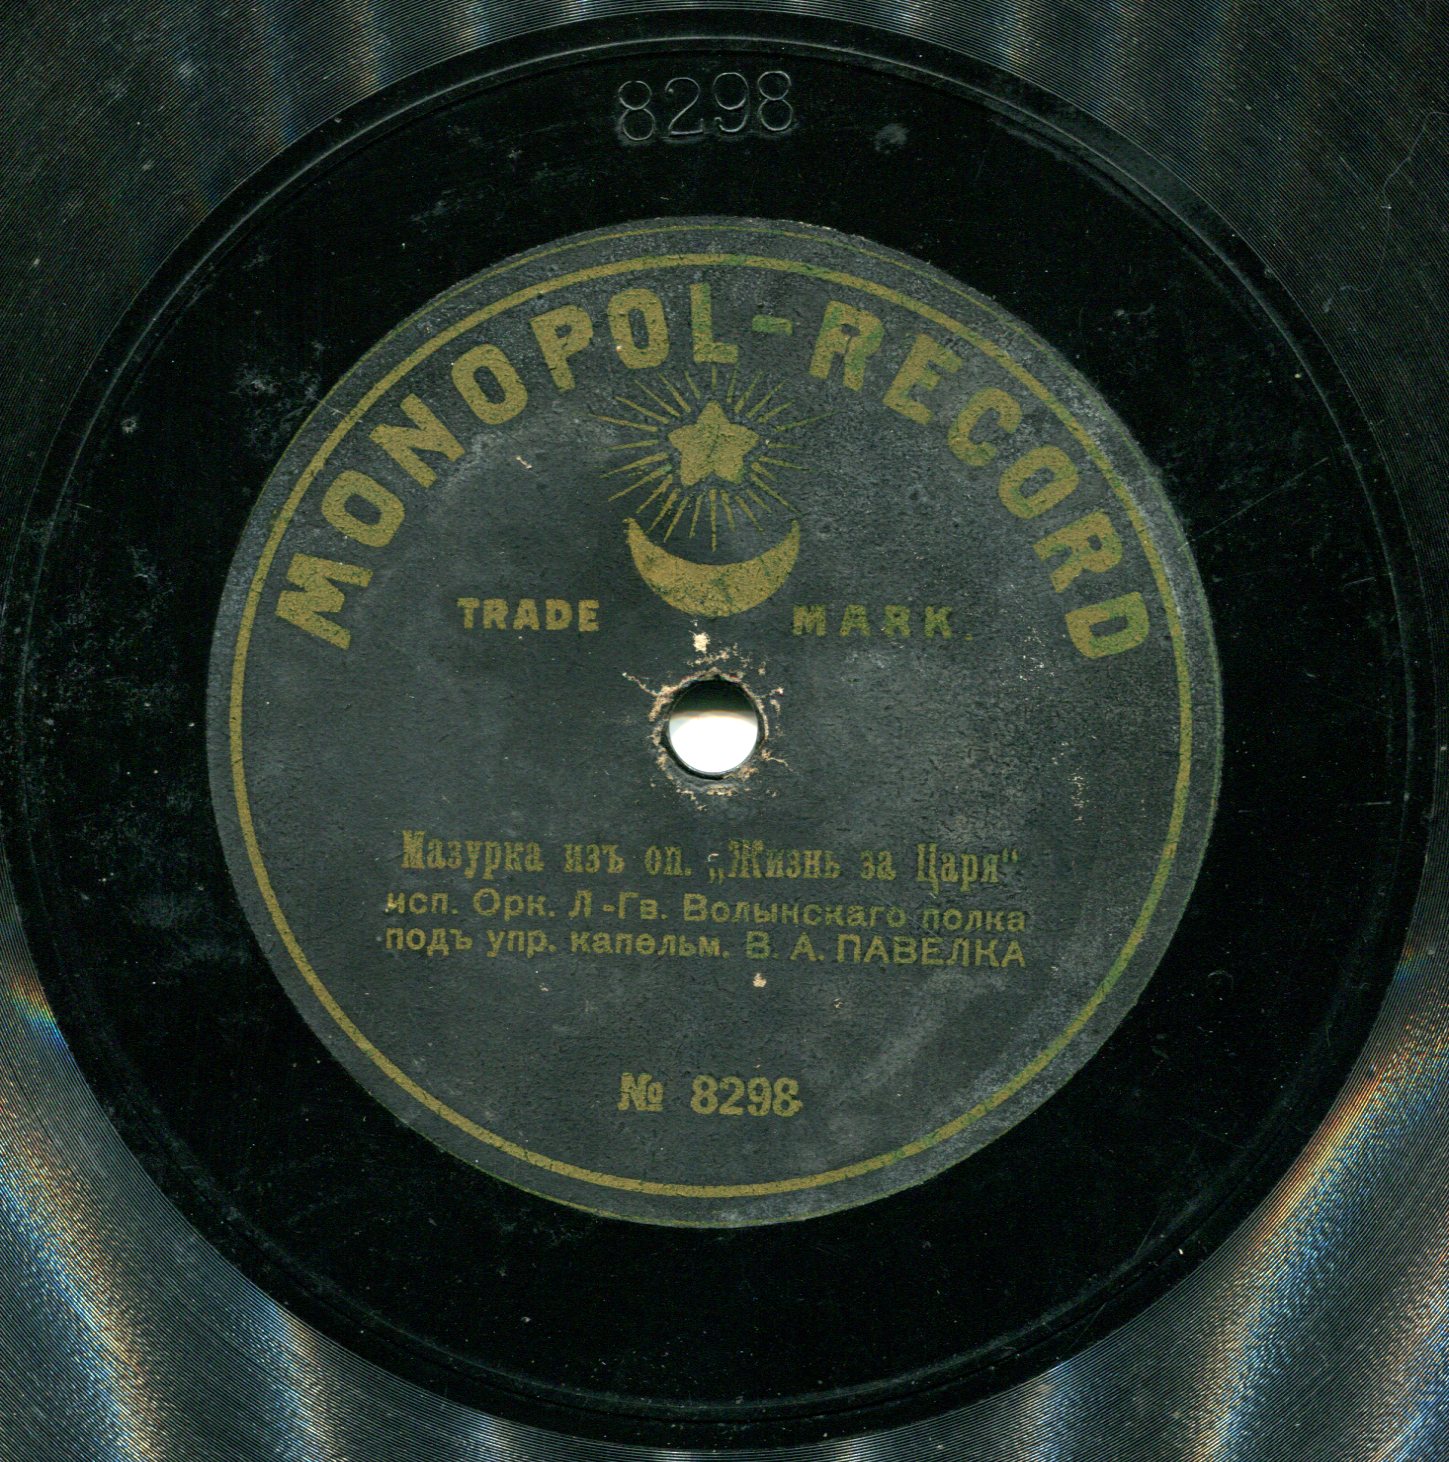 8298
MONOPOL-RECORD
TRADE MARK
Мазурка изъ оп. „Жизнь за Царя“
исп. Орк. Л-Гв. Волынскаго полка
подъ упр. капельм. В. А. ПАВЕЛКА
№ 8298